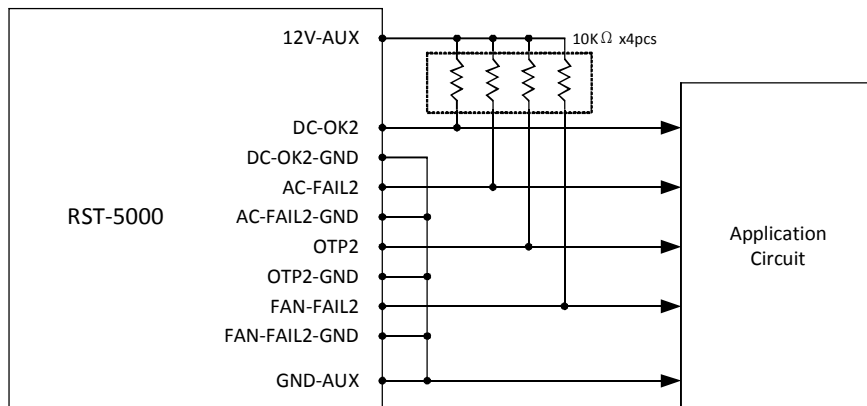 12V-AUX
10KΩ x4pcs
DC-OK2
DC-OK2-GND
AC-FAIL2
RST-5000
AC-FAIL2-GND
OTP2
Application
Circuit
OTP2-GND
FAN-FAIL2
FAN-FAIL2-GND
GND-AUX